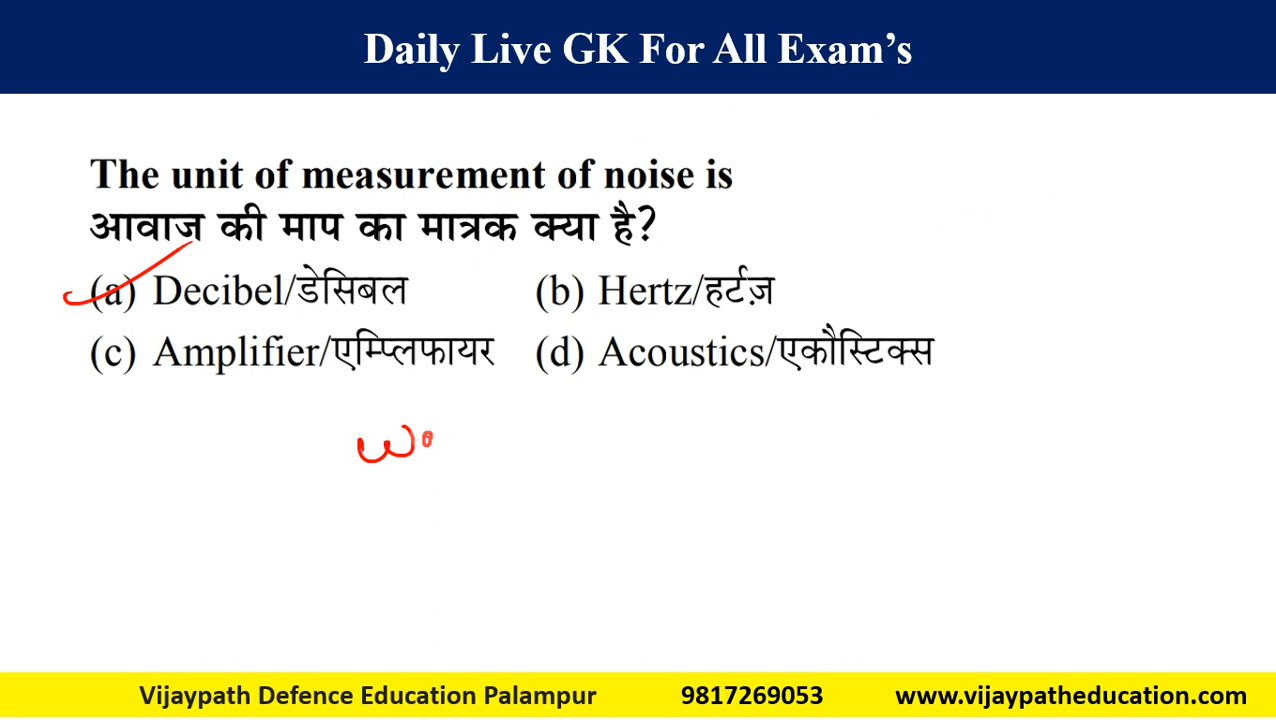 Daily Live GK For All Exam's
The unit of measurement of noise is
आवाज की माप का मात्रक क्या है?
(a) Decibel/डेसिबल (b) Hertz/हर्टज़
(c) Amplifier/एम्प्लिफायर (d) Acoustics/एकौस्टिक्स
Vijaypath Defence Education Palampur 9817269053 www.vijaypatheducation.com